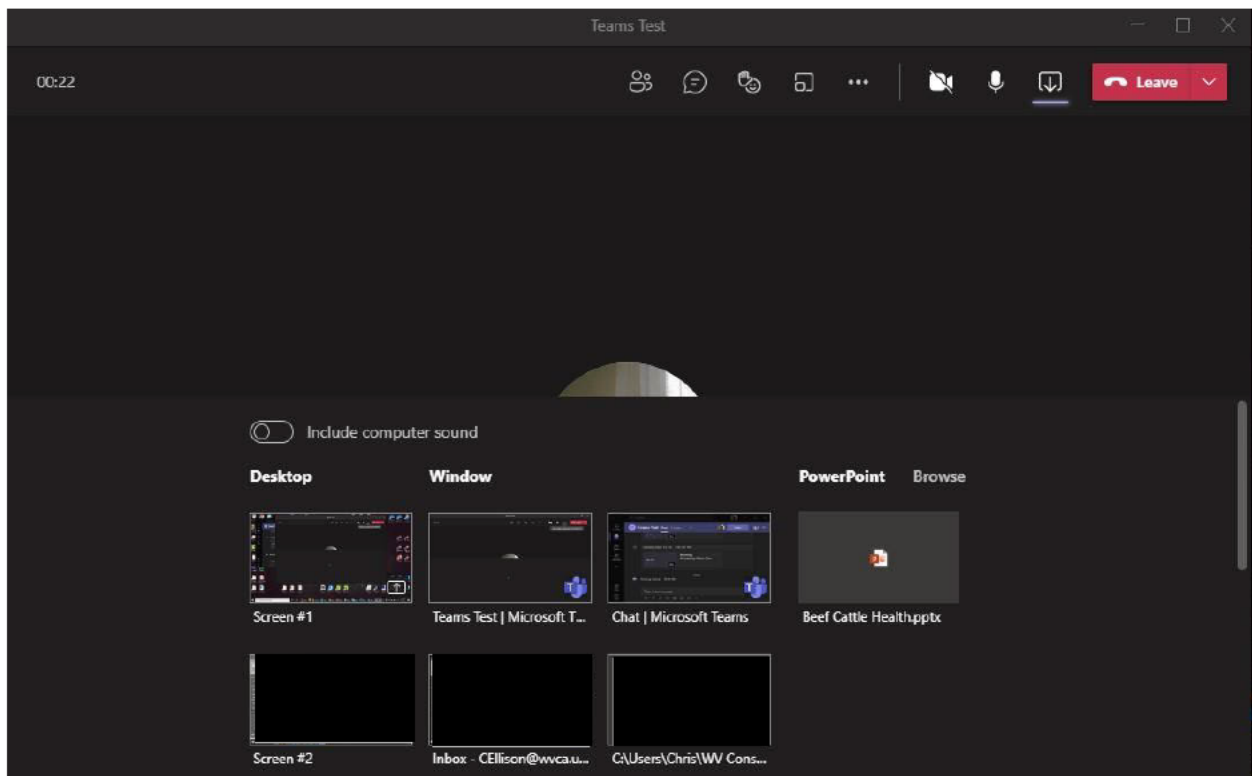 Teams Test
00:22
Leave
Include computer sound
Desktop Window PowerPoint Browse
Screen #1 Teams Test | Microsoft T... Chat | Microsoft Teams Beef Cattle Health.pptx
Screen #2 Inbox - CEllison@wvca.u... C:\Users\Chris\WV Cons...